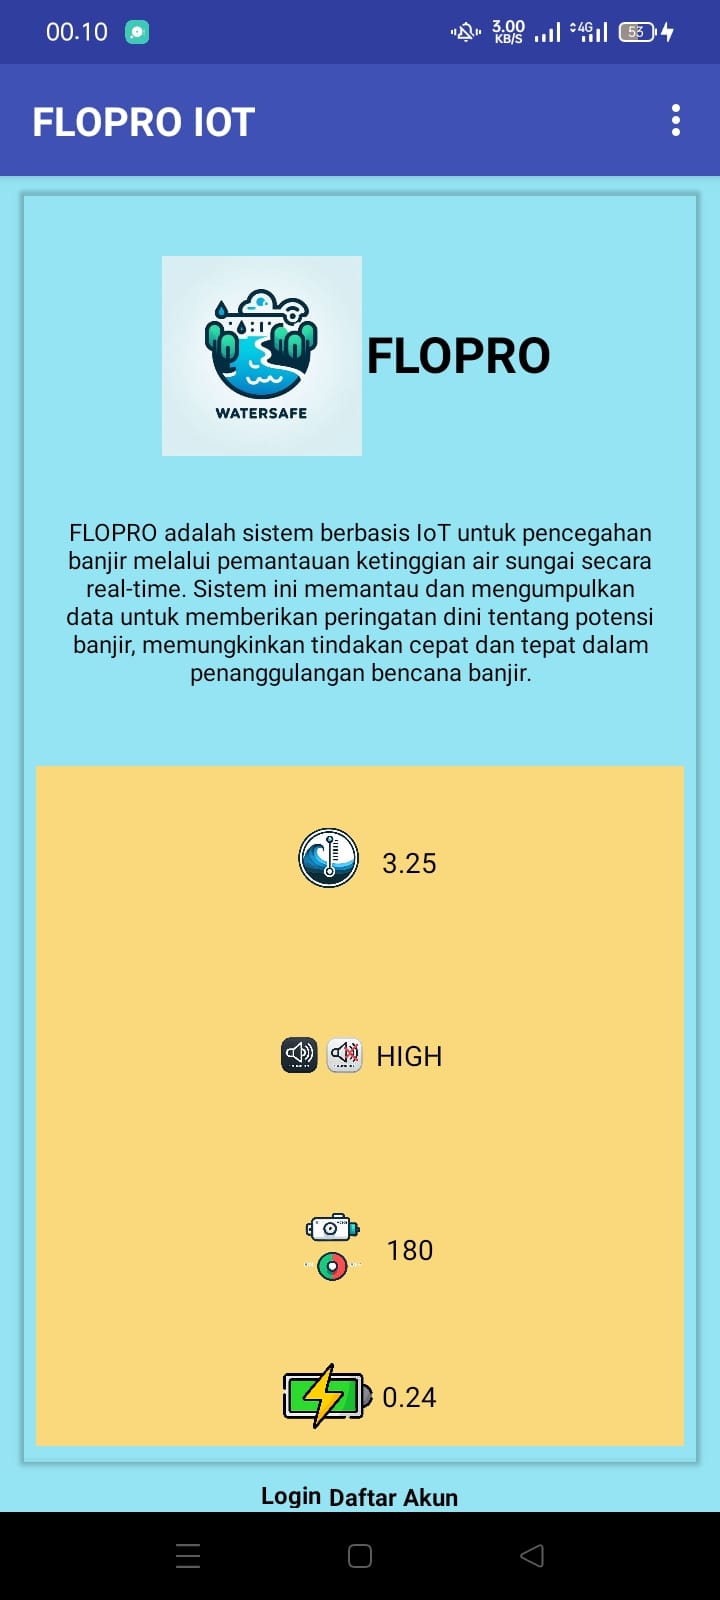 00.10
3.00
KB/S
4G
53
FLOPRO IOT
WATERSAFE
FLOPRO
FLOPRO adalah sistem berbasis IoT untuk pencegahan
banjir melalui pemantauan ketinggian air sungai secara
real-time. Sistem ini memantau dan mengumpulkan
data untuk memberikan peringatan dini tentang potensi
banjir, memungkinkan tindakan cepat dan tepat dalam
penanggulangan bencana banjir.
3.25
HIGH
180
0.24
Login Daftar Akun